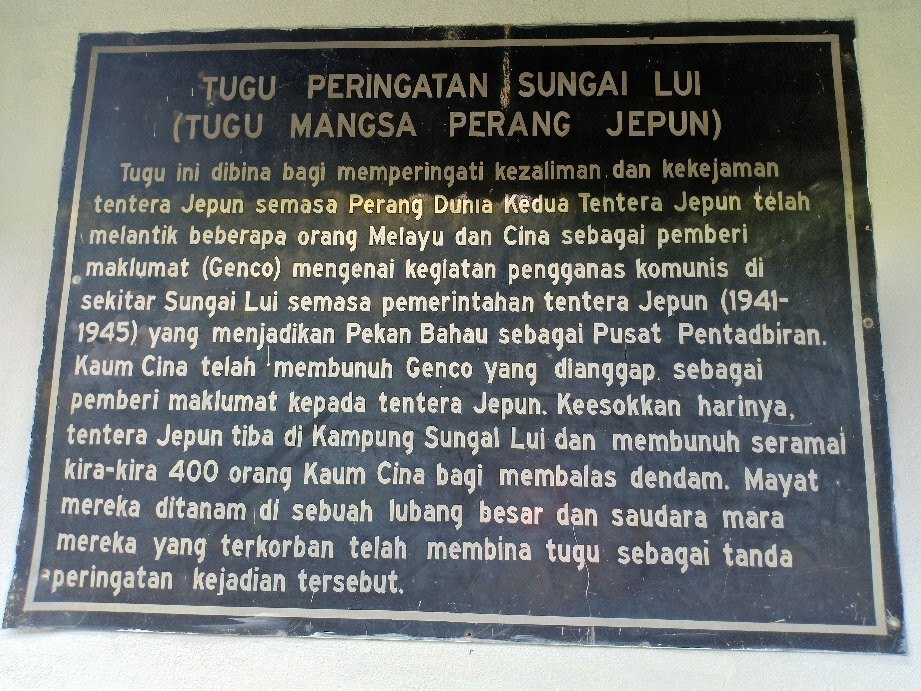 TUGU PERINGATAN SUNGAI LUI
(TUGU MANGSA PERANG JEPUN)
Tugu ini dibina bagi memperingati kezaliman dan kekejaman
tentera Jepun semasa Perang Dunia Kedua Tentera Jepun telah
melantik beberapa orang Melayu dan Cina sebagai pemberi
maklumat (Genco) mengenai kegiatan pengganas komunis di
sekitar Sungai Lui semasa pemerintahan tentera Jepun (1941-
1945) yang menjadikan Pekan Bahau sebagai Pusat Pentadbiran.
Kaum Cina telah membunuh Genco yang dianggap sebagai
pemberi maklumat kepada tentera Jepun. Keesokkan harinya,
tentera Jepun tiba di Kampung Sungai Lui dan membunuh seramai
kira-kira 400 orang Kaum Cina bagi membalas dendam. Mayat
mereka ditanam di sebuah lubang besar dan saudara mara
mereka yang terkorban telah membina tugu sebagai tanda
peringatan kejadian tersebut.